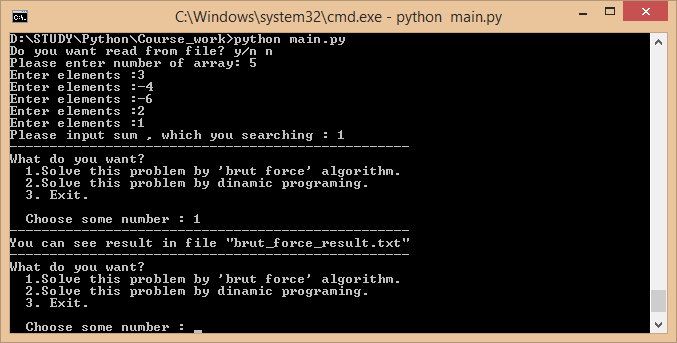 C:\Windows\system32\cmd.exe - python  main.py
D:\STUDY\Python\Course_work>python main.py
Do you want read from file? y/n n
Please enter number of array: 5
Enter elements :3
Enter elements :-4
Enter elements :-6
Enter elements :2
Enter elements :1
Please input sum , which you searching : 1
--------------------------------------------------
What do you want?
  1.Solve this problem by 'brut force' algorithm.
  2.Solve this problem by dinamic programing.
  3. Exit.
  Choose some number : 1
--------------------------------------------------
You can see result in file "brut_force_result.txt"
--------------------------------------------------
What do you want?
  1.Solve this problem by 'brut force' algorithm.
  2.Solve this problem by dinamic programing.
  3. Exit.
  Choose some number : _